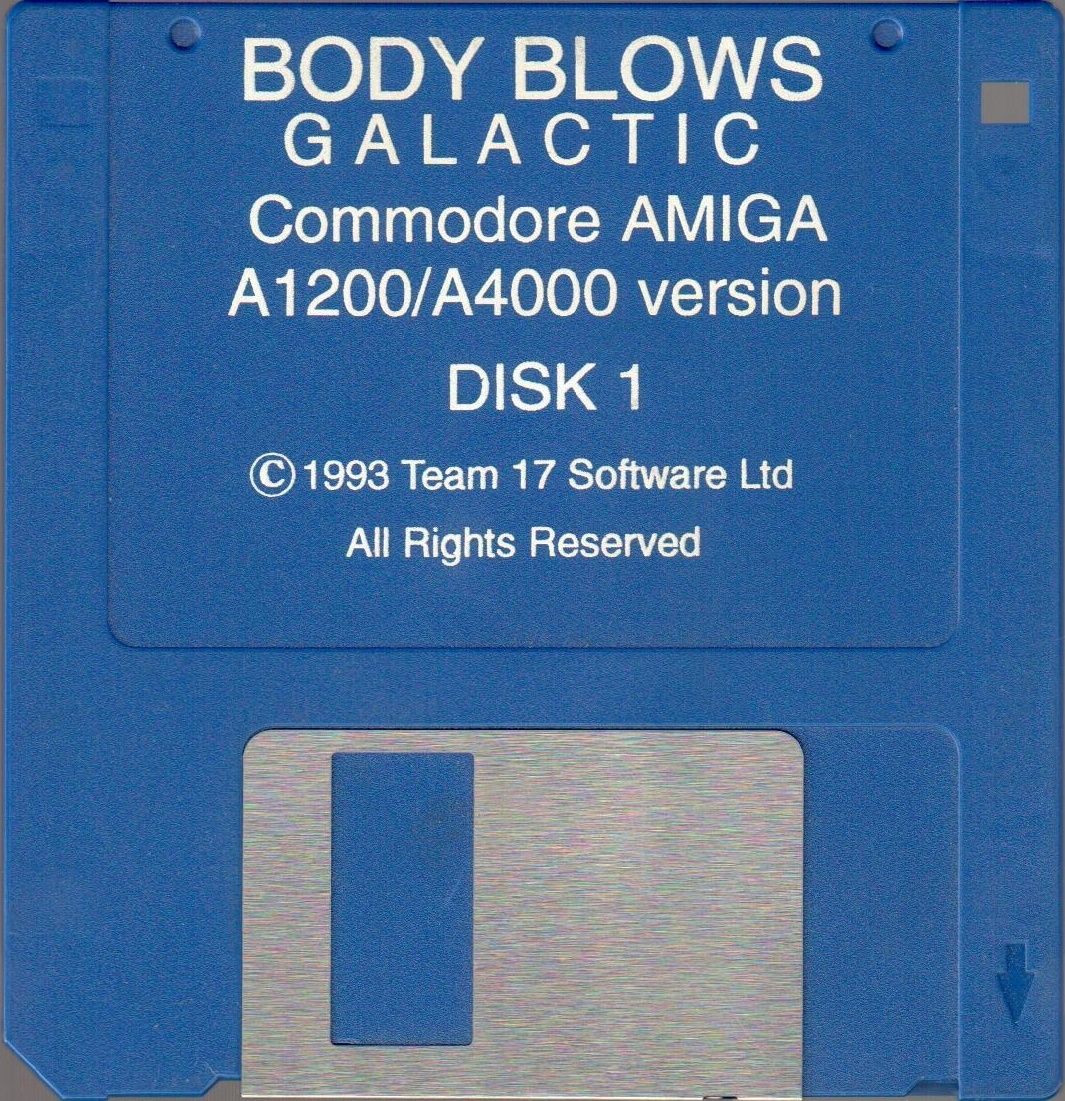 BODY BLOWS
GALACTIC
Commodore AMIGA
A1200/A4000 version
DISK 1
©1993 Team 17 Software Ltd
All Rights Reserved